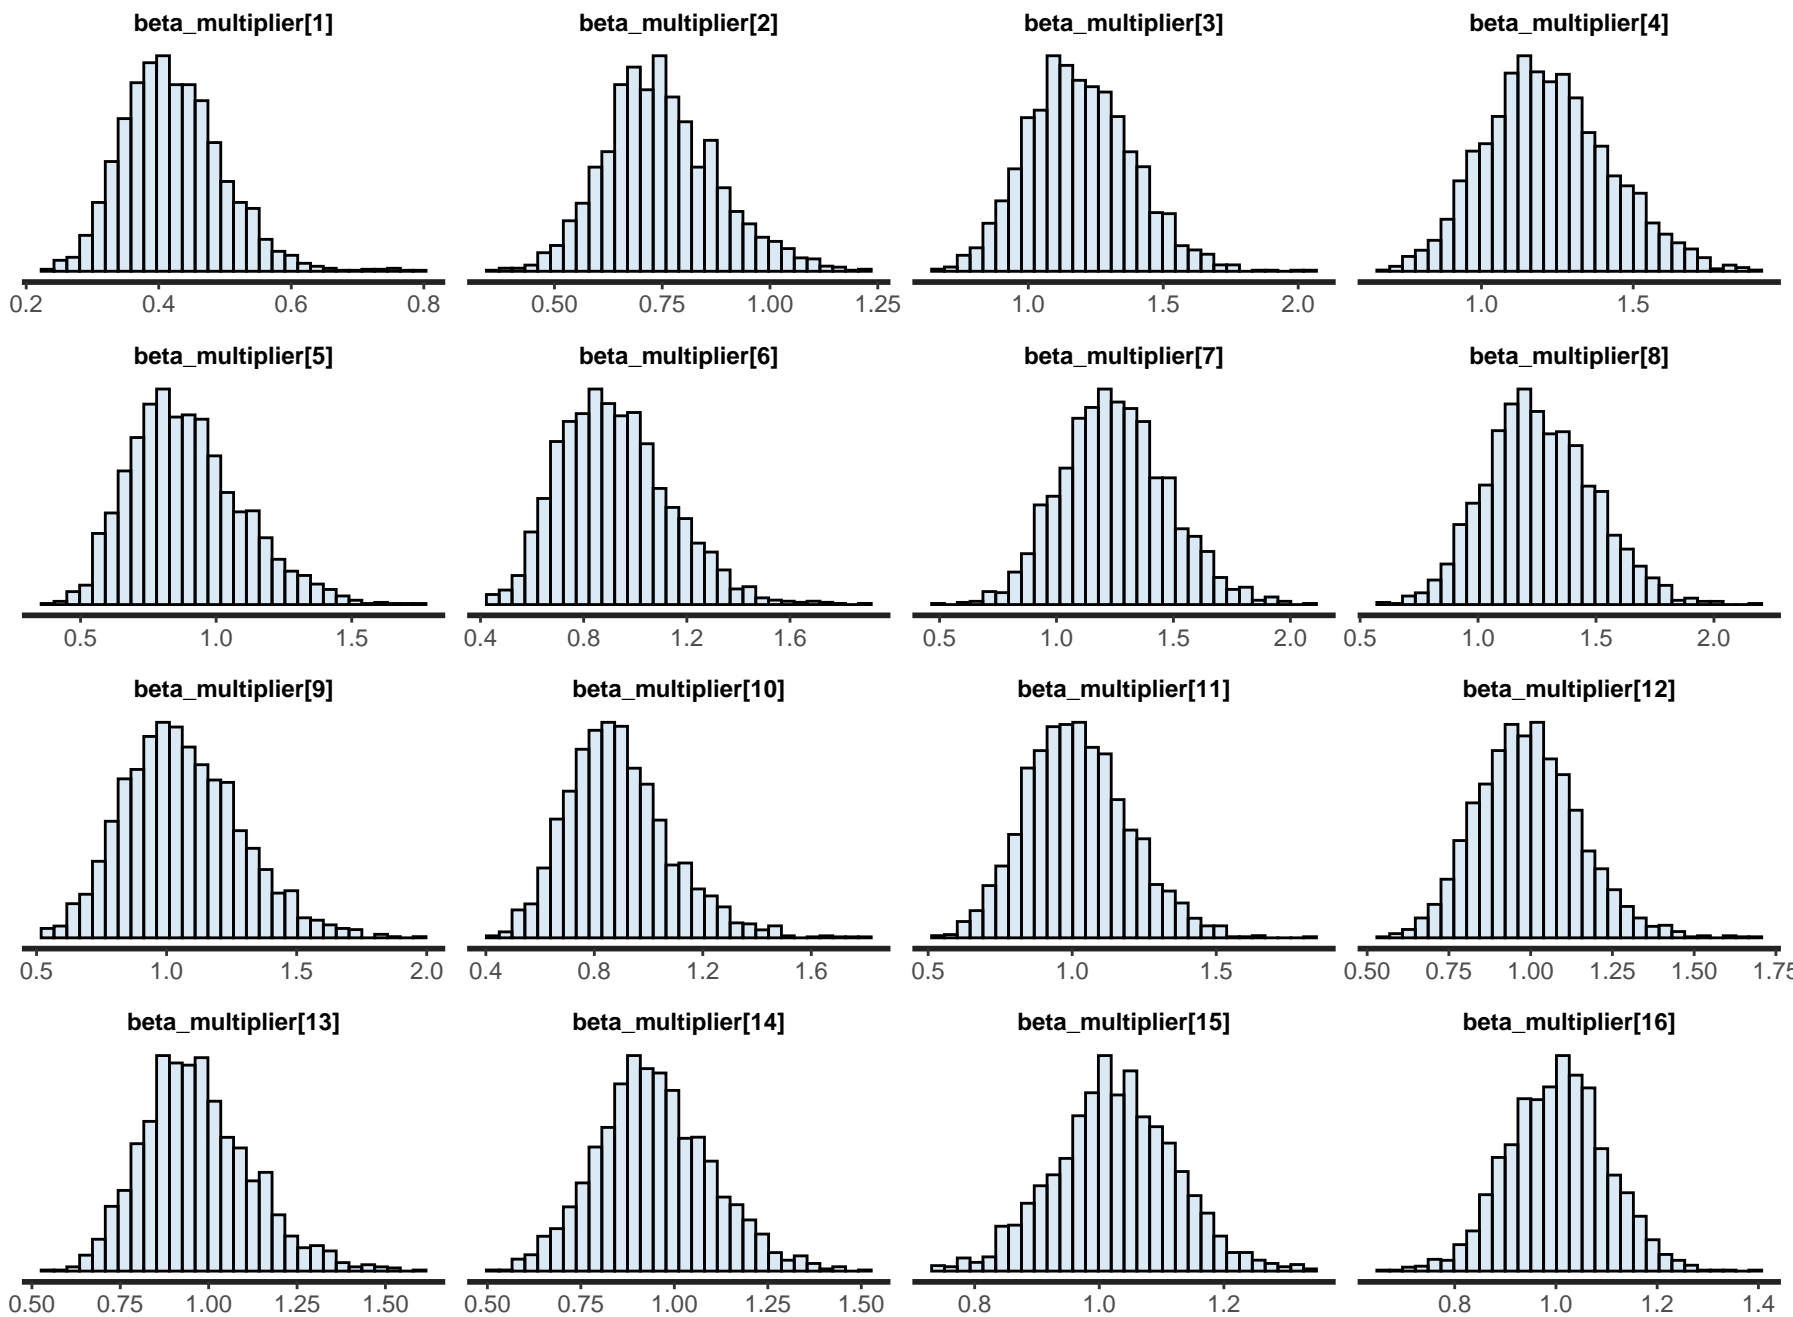 beta_multiplier[1] beta_multiplier[2] beta_multiplier[3] beta_multiplier[4]
0.2 0.4 0.6 0.8 0.50 0.75 1.00 1.25 1.0 1.5 2.0 1.0 1.5
beta_multiplier[5] beta_multiplier[6] beta_multiplier[7] beta_multiplier[8]
0.5 1.0 1.5 0.4 0.8 1.2 1.6 0.5 1.0 1.5 2.0 0.5 1.0 1.5 2.0
beta_multiplier[9] beta_multiplier[10] beta_multiplier[11] beta_multiplier[12]
0.5 1.0 1.5 2.0 0.4 0.8 1.2 1.6 0.5 1.0 1.5 0.50 0.75 1.00 1.25 1.50 1.75
beta_multiplier[13] beta_multiplier[14] beta_multiplier[15] beta_multiplier[16]
0.50 0.75 1.00 1.25 1.50 0.50 0.75 1.00 1.25 1.50 0.8 1.0 1.2 0.8 1.0 1.2 1.4